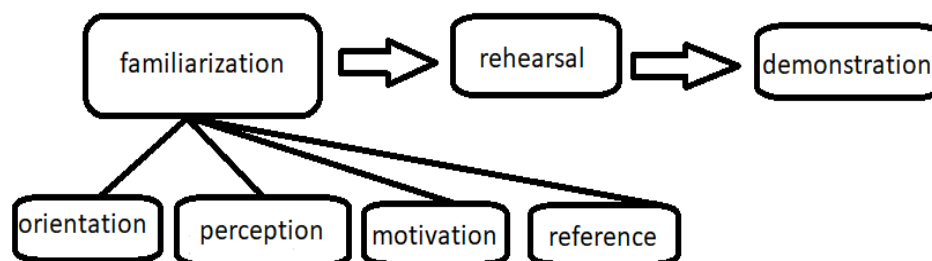 familiarization
rehearsal
demonstration
orientation
perception
motivation
reference